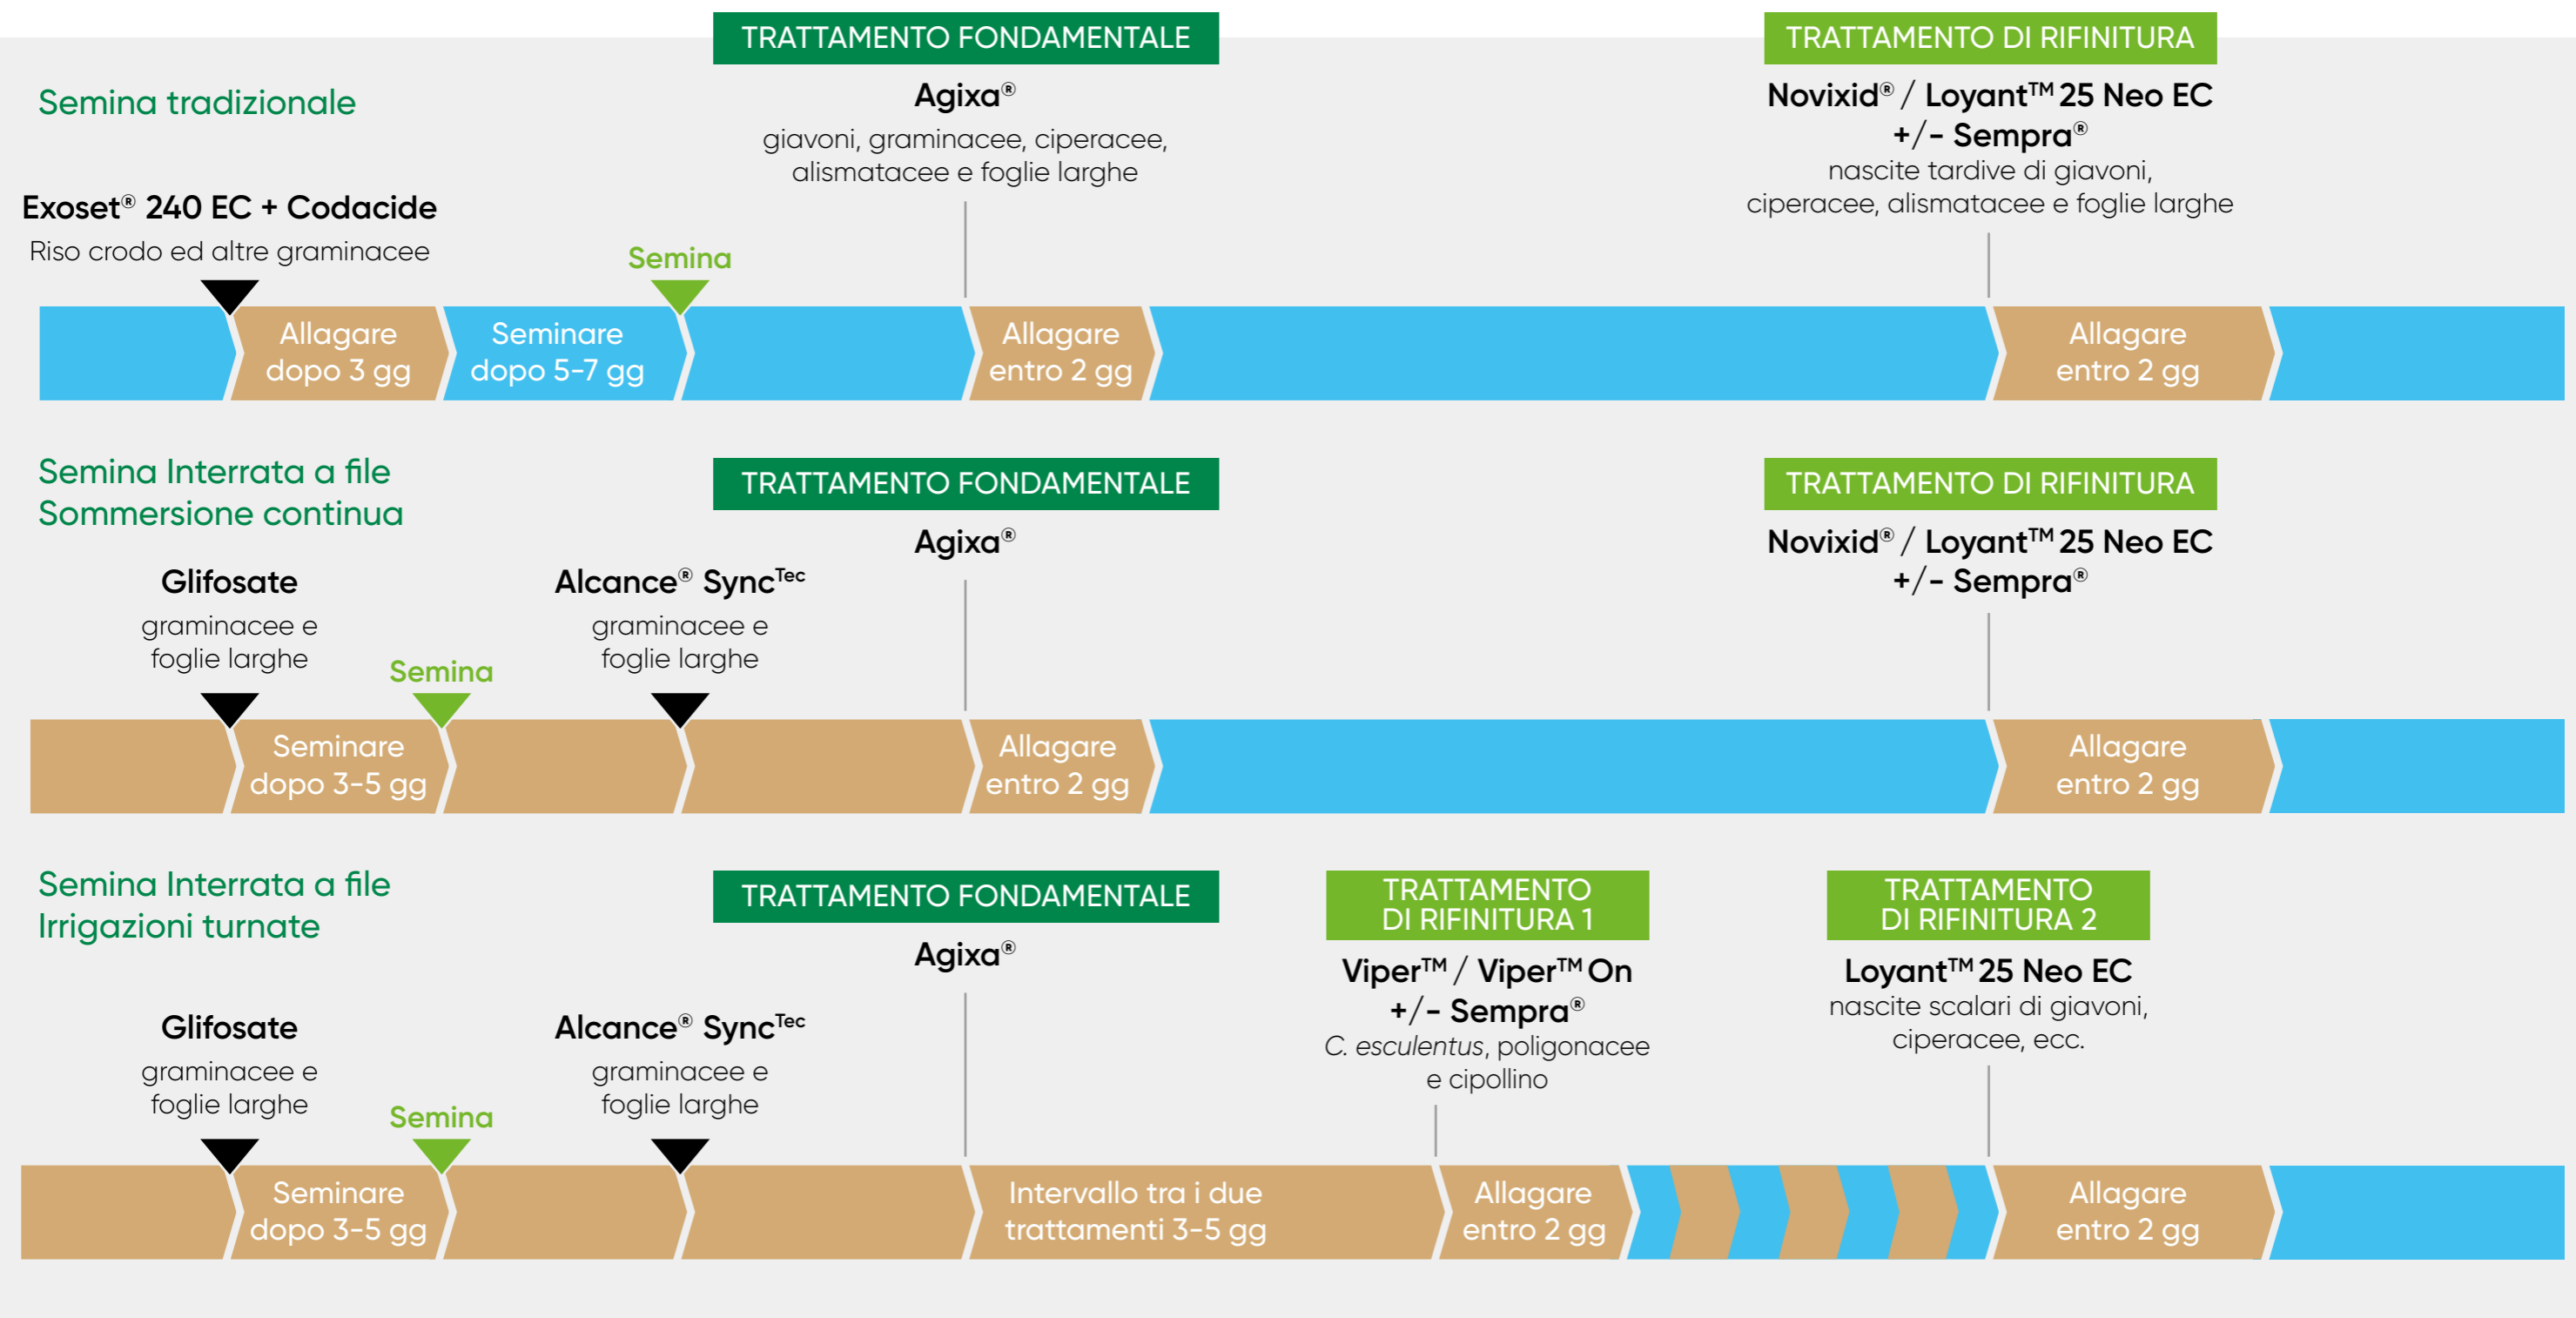 TRATTAMENTO FONDAMENTALE
TRATTAMENTO DI RIFINITURA
Semina tradizionale
Agixa®
giavoni, graminacee, ciperacee,
alismatacee e foglie larghe
Novixid® / Loyant™ 25 Neo EC
+/- Sempra®
nascite tardive di giavoni,
ciperacee, alismatacee e foglie larghe
Exoset® 240 EC + Codacide
Riso crodo ed altre graminacee
Semina
Allagare
dopo 3 gg
Seminare
dopo 5-7 gg
Allagare
entro 2 gg
Allagare
entro 2 gg
Semina Interrata a file
Sommersione continua
TRATTAMENTO FONDAMENTALE
TRATTAMENTO DI RIFINITURA
Agixa®
Novixid® / Loyant™ 25 Neo EC
+/- Sempra®
Glifosate
graminacee e
foglie larghe
Semina
Alcance® SyncTec
graminacee e
foglie larghe
Seminare
dopo 3-5 gg
Allagare
entro 2 gg
Allagare
entro 2 gg
Semina Interrata a file
Irrigazioni turnate
TRATTAMENTO FONDAMENTALE
TRATTAMENTO
DI RIFINITURA 1
TRATTAMENTO
DI RIFINITURA 2
Agixa®
Viper™ / Viper™ On
+/- Sempra®
C. esculentus, poligonacee
e cipollino
Loyant™ 25 Neo EC
nascite scalari di giavoni,
ciperacee, ecc.
Glifosate
graminacee e
foglie larghe
Semina
Alcance® SyncTec
graminacee e
foglie larghe
Seminare
dopo 3-5 gg
Intervallo tra i due
trattamenti 3-5 gg
Allagare
entro 2 gg
Allagare
entro 2 gg